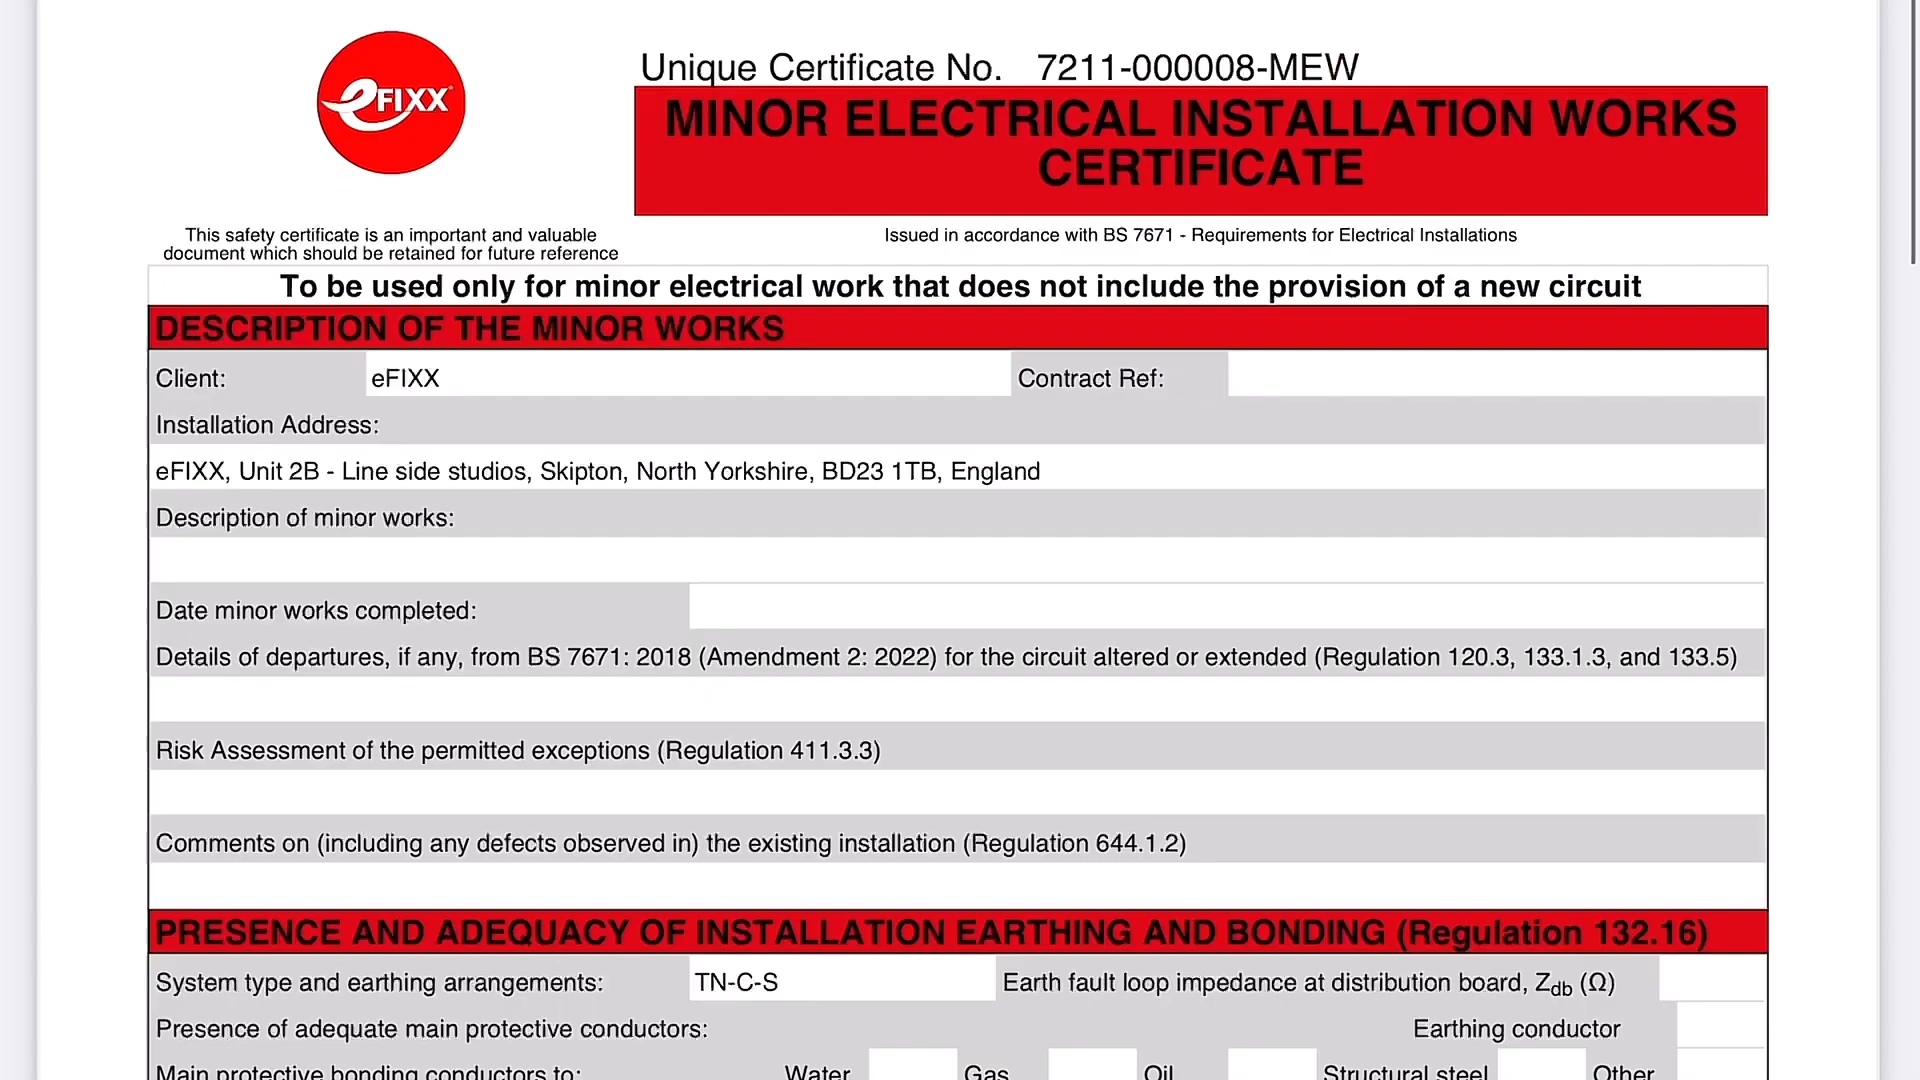 eFIXX
Unique Certificate No. 7211-000008-MEW
MINOR ELECTRICAL INSTALLATION WORKS
CERTIFICATE
This safety certificate is an important and valuable
document which should be retained for future reference
Issued in accordance with BS 7671 - Requirements for Electrical Installations
To be used only for minor electrical work that does not include the provision of a new circuit
DESCRIPTION OF THE MINOR WORKS
Client: eFIXX Contract Ref:
Installation Address:
eFIXX, Unit 2B - Line side studios, Skipton, North Yorkshire, BD23 1TB, England
Description of minor works:
Date minor works completed:
Details of departures, if any, from BS 7671: 2018 (Amendment 2: 2022) for the circuit altered or extended (Regulation 120.3, 133.1.3, and 133.5)
Risk Assessment of the permitted exceptions (Regulation 411.3.3)
Comments on (including any defects observed in) the existing installation (Regulation 644.1.2)
PRESENCE AND ADEQUACY OF INSTALLATION EARTHING AND BONDING (Regulation 132.16)
System type and earthing arrangements: TN-C-S Earth fault loop impedance at distribution board, Zdb (Ω)
Presence of adequate main protective conductors: Earthing conductor
Main protective bonding conductors to: Water Gas Oil Structural steel Other